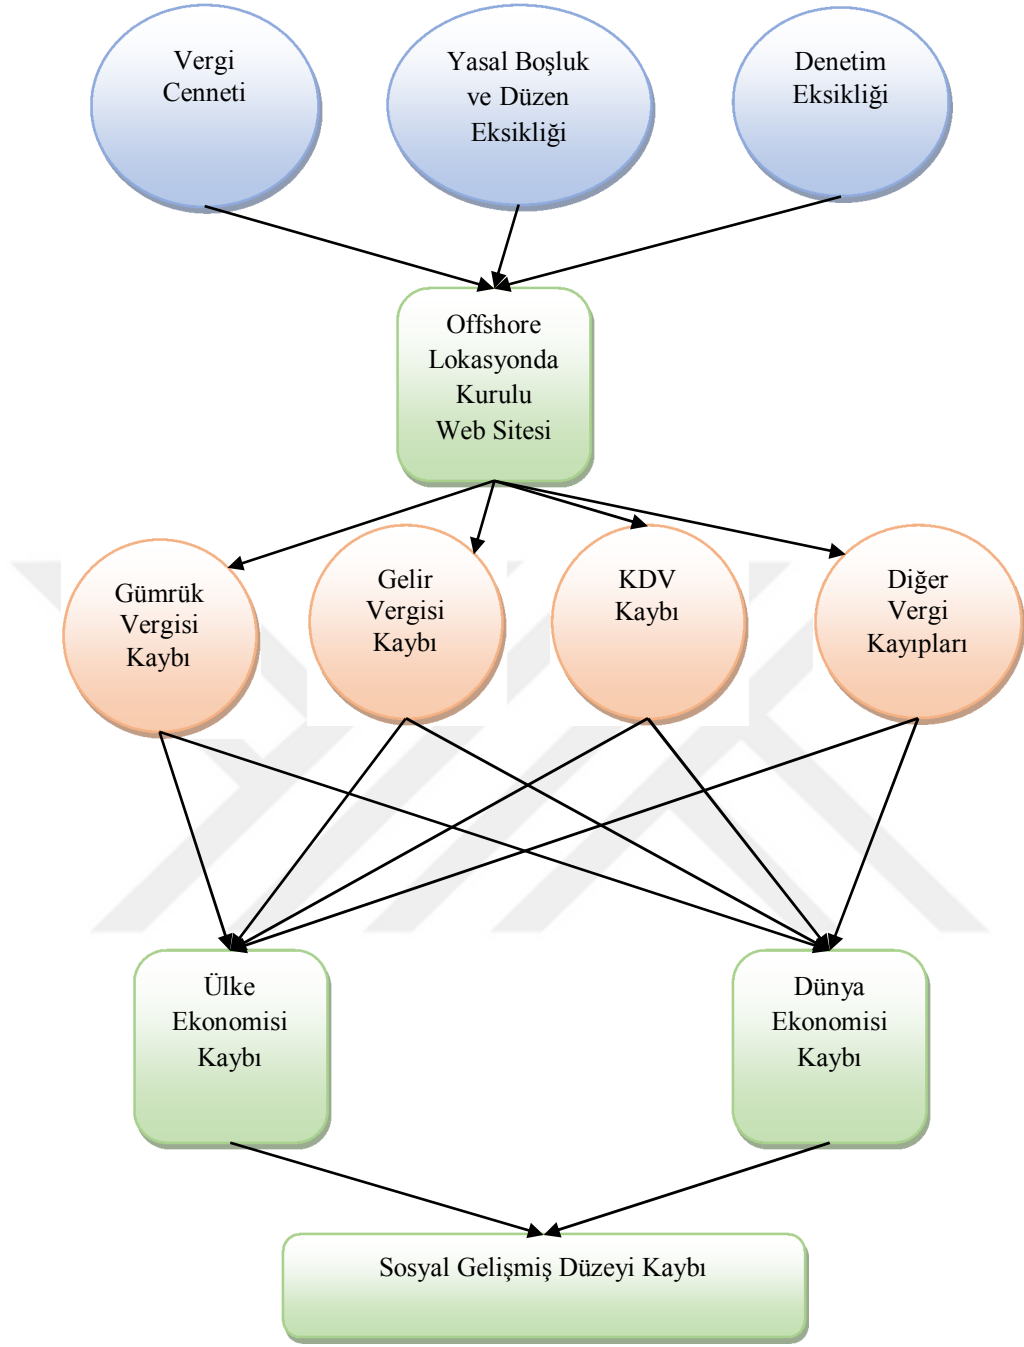 Vergi
Cenneti
Yasal Boşluk
ve Düzen
Eksikliği
Denetim
Eksikliği
Offshore
Lokasyonda
Kurulu
Web Sitesi
Gümrük
Vergisi
Kaybı
Gelir
Vergisi
Kaybı
KDV
Kaybı
Diğer
Vergi
Kayıpları
Ülke
Ekonomisi
Kaybı
Dünya
Ekonomisi
Kaybı
Sosyal Gelişmiş Düzeyi Kaybı